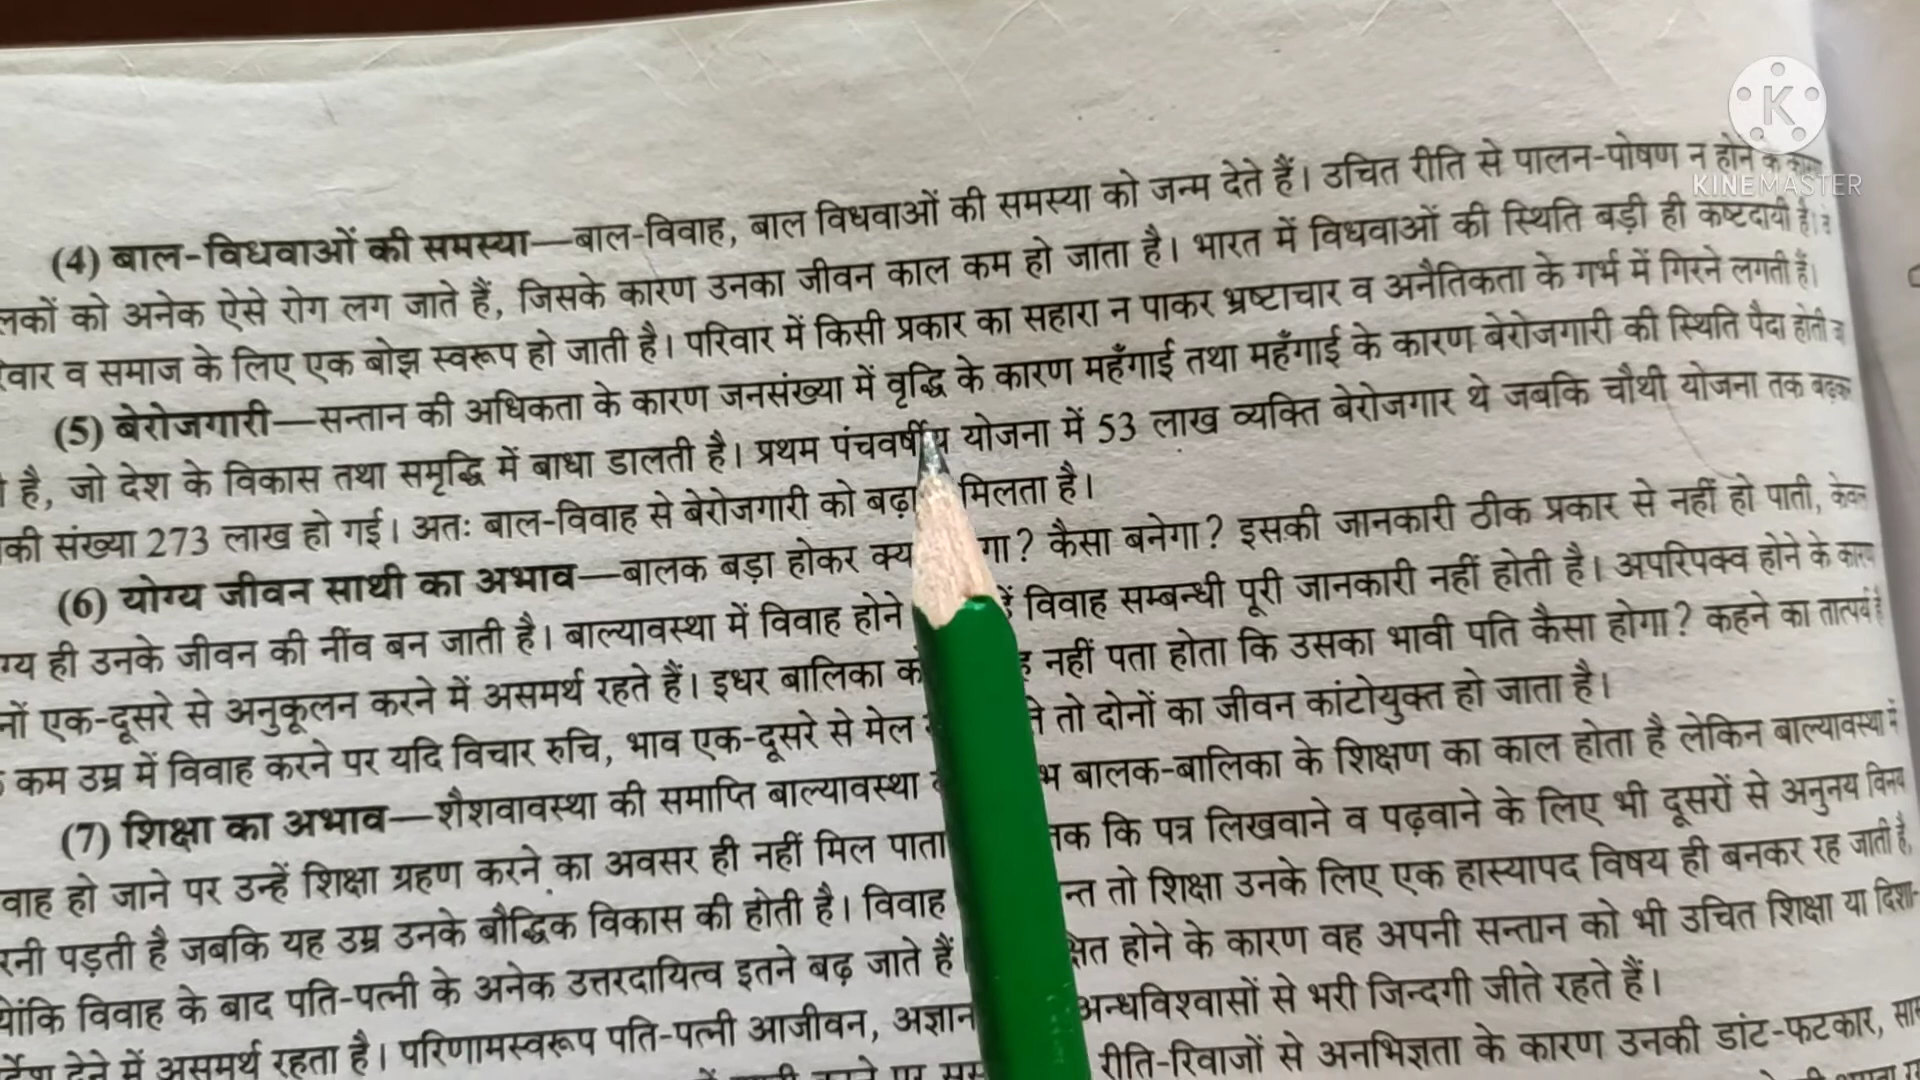 KINEMASTER
(4) बाल-विधवाओं की समस्या—बाल-विवाह, बाल विधवाओं की समस्या को जन्म देते हैं। उचित रीति से पालन-पोषण न होने के
को अनेक ऐसे रोग लग जाते हैं, जिसके कारण उनका जीवन काल कम हो जाता है। भारत में विधवाओं की स्थिति बड़ी ही कष्टदायी है।
व समाज के लिए एक बोझ स्वरूप हो जाती है। परिवार में किसी प्रकार का सहारा न पाकर भ्रष्टाचार व अनैतिकता के गर्भ में गिरने लगती हैं।
(5) बेरोजगारी—सन्तान की अधिकता के कारण जनसंख्या में वृद्धि के कारण महँगाई तथा महँगाई के कारण बेरोजगारी की स्थिति पैदा होती
है, जो देश के विकास तथा समृद्धि में बाधा डालती है। प्रथम पंचवर्षीय योजना में 53 लाख व्यक्ति बेरोजगार थे जबकि चौथी योजना तक
की संख्या 273 लाख हो गई। अतः बाल-विवाह से बेरोजगारी को मिलता है।
(6) योग्य जीवन साथी का अभाव—बालक बड़ा होकर कैसा बनेगा? इसकी जानकारी ठीक प्रकार से नहीं हो पाती,
ही उनके जीवन की नींव बन जाती है। बाल्यावस्था में विवाह होने विवाह सम्बन्धी पूरी जानकारी नहीं होती है। अपरिपक्व होने के
एक-दूसरे से अनुकूलन करने में असमर्थ रहते हैं। इधर बालिका नहीं पता होता कि उसका भावी पति कैसा होगा? कहने का तात्पर्य है
कम उम्र में विवाह करने पर यदि विचार रुचि, भाव एक-दूसरे से मेल तो दोनों का जीवन कांटोयुक्त हो जाता है।
(7) शिक्षा का अभाव—शैशवावस्था की समाप्ति बाल्यावस्था बालक-बालिका के शिक्षण का काल होता है लेकिन बाल्यावस्था में
हो जाने पर उन्हें शिक्षा ग्रहण करने का अवसर ही नहीं मिल पाता कि पत्र लिखवाने व पढ़वाने के लिए भी दूसरों से अनुनय विनय
पड़ती है जबकि यह उम्र उनके बौद्धिक विकास की होती है। विवाह तो शिक्षा उनके लिए एक हास्यापद विषय ही बनकर रह जाती है,
विवाह के बाद पति-पत्नी के अनेक उत्तरदायित्व इतने बढ़ जाते हैं होने के कारण वह अपनी सन्तान को भी उचित शिक्षा या
देने में असमर्थ रहता है। परिणामस्वरूप पति-पत्नी आजीवन, अन्धविश्वासों से भरी जिन्दगी जीते रहते हैं।
रीति-रिवाजों से अनभिज्ञता के कारण उनकी डांट-फटकार,